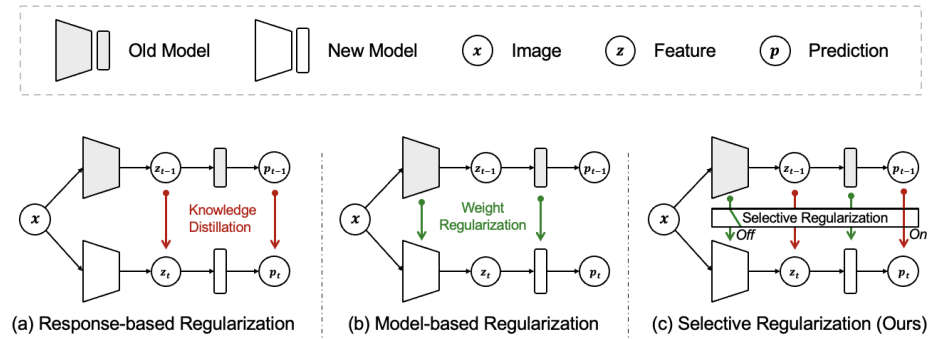 Old Model New Model x Image z Feature p Prediction
z_{t-1} p_{t-1} z_{t-1} p_{t-1} z_{t-1} p_{t-1}
x Knowledge Distillation x Weight Regularization x Selective Regularization
Off On
z_t p_t z_t p_t z_t p_t
(a) Response-based Regularization (b) Model-based Regularization (c) Selective Regularization (Ours)